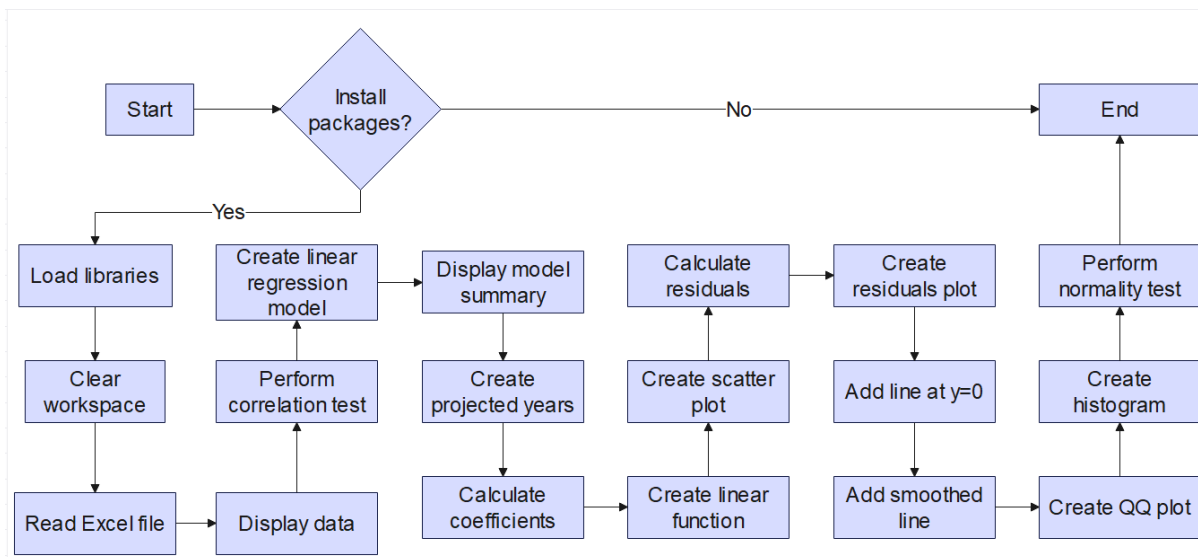 Start
Install
packages?
No
End
Yes
Load libraries
Clear
workspace
Read Excel file
Display data
Perform
correlation test
Create linear
regression
model
Display model
summary
Create
projected years
Calculate
coefficients
Create linear
function
Create scatter
plot
Calculate
residuals
Create
residuals plot
Add line at y=0
Add smoothed
line
Create QQ plot
Create
histogram
Perform
normality test